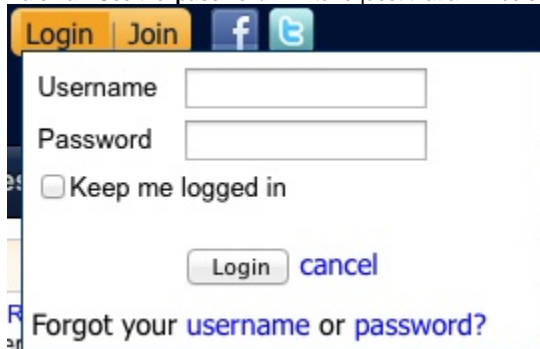 Login | Join
Username
Password
Keep me logged in
Login cancel
Forgot your username or password?